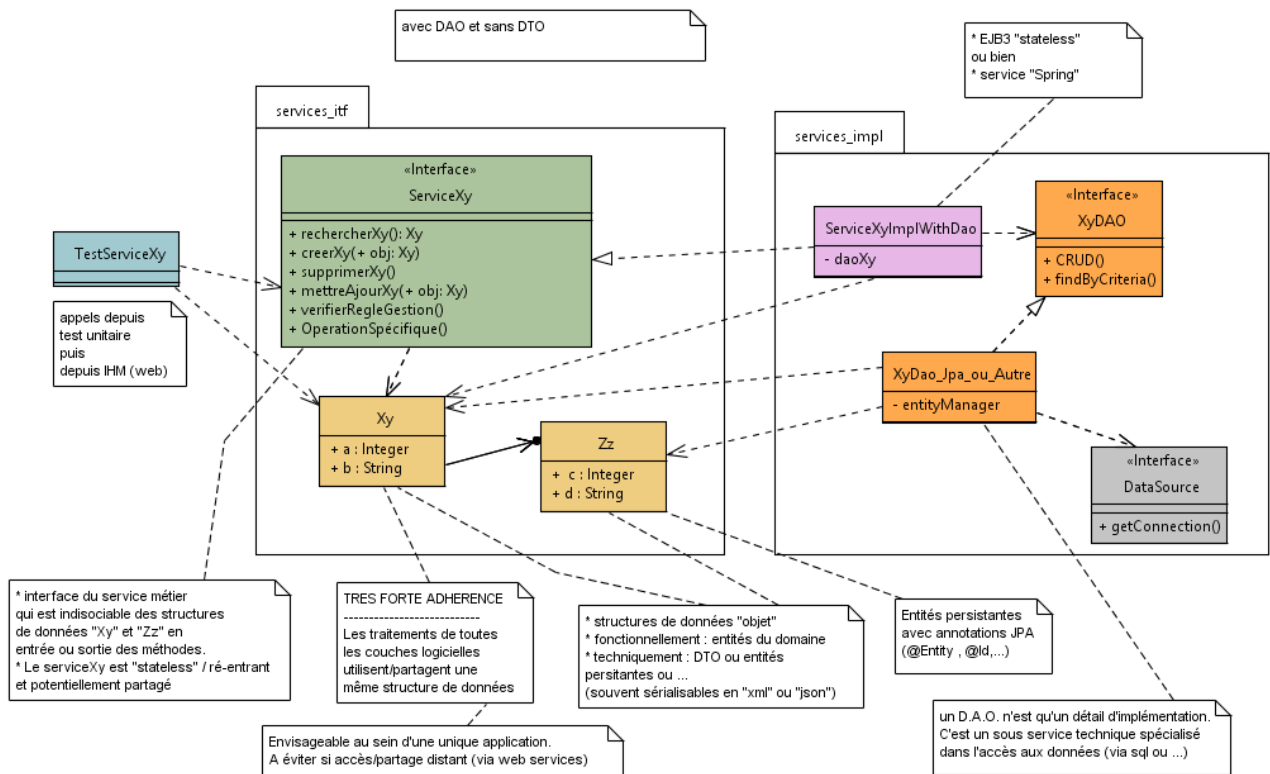 avec DAO et sans DTO
* EJB3 "stateless"
ou bien
* service "Spring"
services_itf
«Interface»
ServiceXy
+ rechercherXy(): Xy
+ creerXy(+ obj: Xy)
+ supprimerXy()
+ mettreAjourXy(+ obj: Xy)
+ verifierRegleGestion()
+ OperationSpécifique()
services_impl
ServiceXyImplWithDao
- daoXy
«Interface»
XyDAO
+ CRUD()
+ findByCriteria()
TestServiceXy
appels depuis
test unitaire
puis
depuis IHM (web)
Xy
+ a : Integer
+ b : String
Zz
+ c : Integer
+ d : String
XyDao_Jpa_ou_Autre
- entityManager
«Interface»
DataSource
+ getConnection()
* interface du service métier
qui est indisociable des structures
de données "Xy" et "Zz" en
entrée ou sortie des méthodes.
* Le serviceXy est "stateless" / ré-entrant
et potentiellement partagé
TRES FORTE ADHERENCE
---------------------------
Les traitements de toutes
les couches logicielles
utilisent/partagent une
même structure de données
* structures de données "objet"
* fonctionnellement : entités du domaine
* techniquement : DTO ou entités
persitantes ou ...
(souvent sérialisables en "xml" ou "json")
Entités persistantes
avec annotations JPA
(@Entity , @Id,...)
Envisageable au sein d'une unique application.
A éviter si accès/partage distant (via web services)
un D.A.O. n'est qu'un détail d'implémentation.
C'est un sous service technique spécialisé
dans l'accès aux données (via sql ou ...)